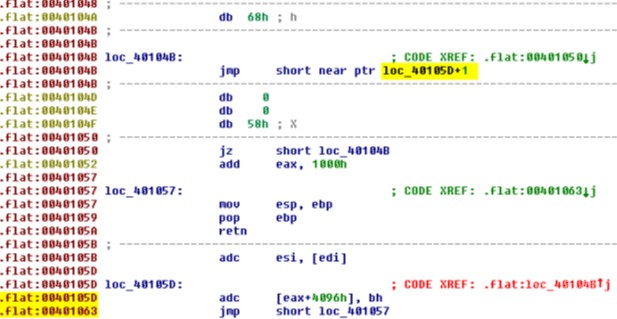 .flat:00401048 ; ---------------------------------------------------------------
.flat:0040104A db 68h ; h
.flat:0040104B ; ---------------------------------------------------------------
.flat:0040104B
.flat:0040104B loc_40104B: ; CODE XREF: .flat:00401050↓j
.flat:0040104B jmp short near ptr loc_40105D+1
.flat:0040104B ; ---------------------------------------------------------------
.flat:0040104D db 0
.flat:0040104E db 0
.flat:0040104F db 58h ; X
.flat:00401050 ; ---------------------------------------------------------------
.flat:00401050 jz short loc_40104B
.flat:00401052 add eax, 1000h
.flat:00401057
.flat:00401057 loc_401057: ; CODE XREF: .flat:00401063↓j
.flat:00401057 mov esp, ebp
.flat:00401059 pop ebp
.flat:0040105A retn
.flat:0040105B ; ---------------------------------------------------------------
.flat:0040105B adc esi, [edi]
.flat:0040105D
.flat:0040105D loc_40105D: ; CODE XREF: .flat:loc_40104B↑j
.flat:0040105D adc [eax+4096h], bh
.flat:00401063 jmp short loc_401057